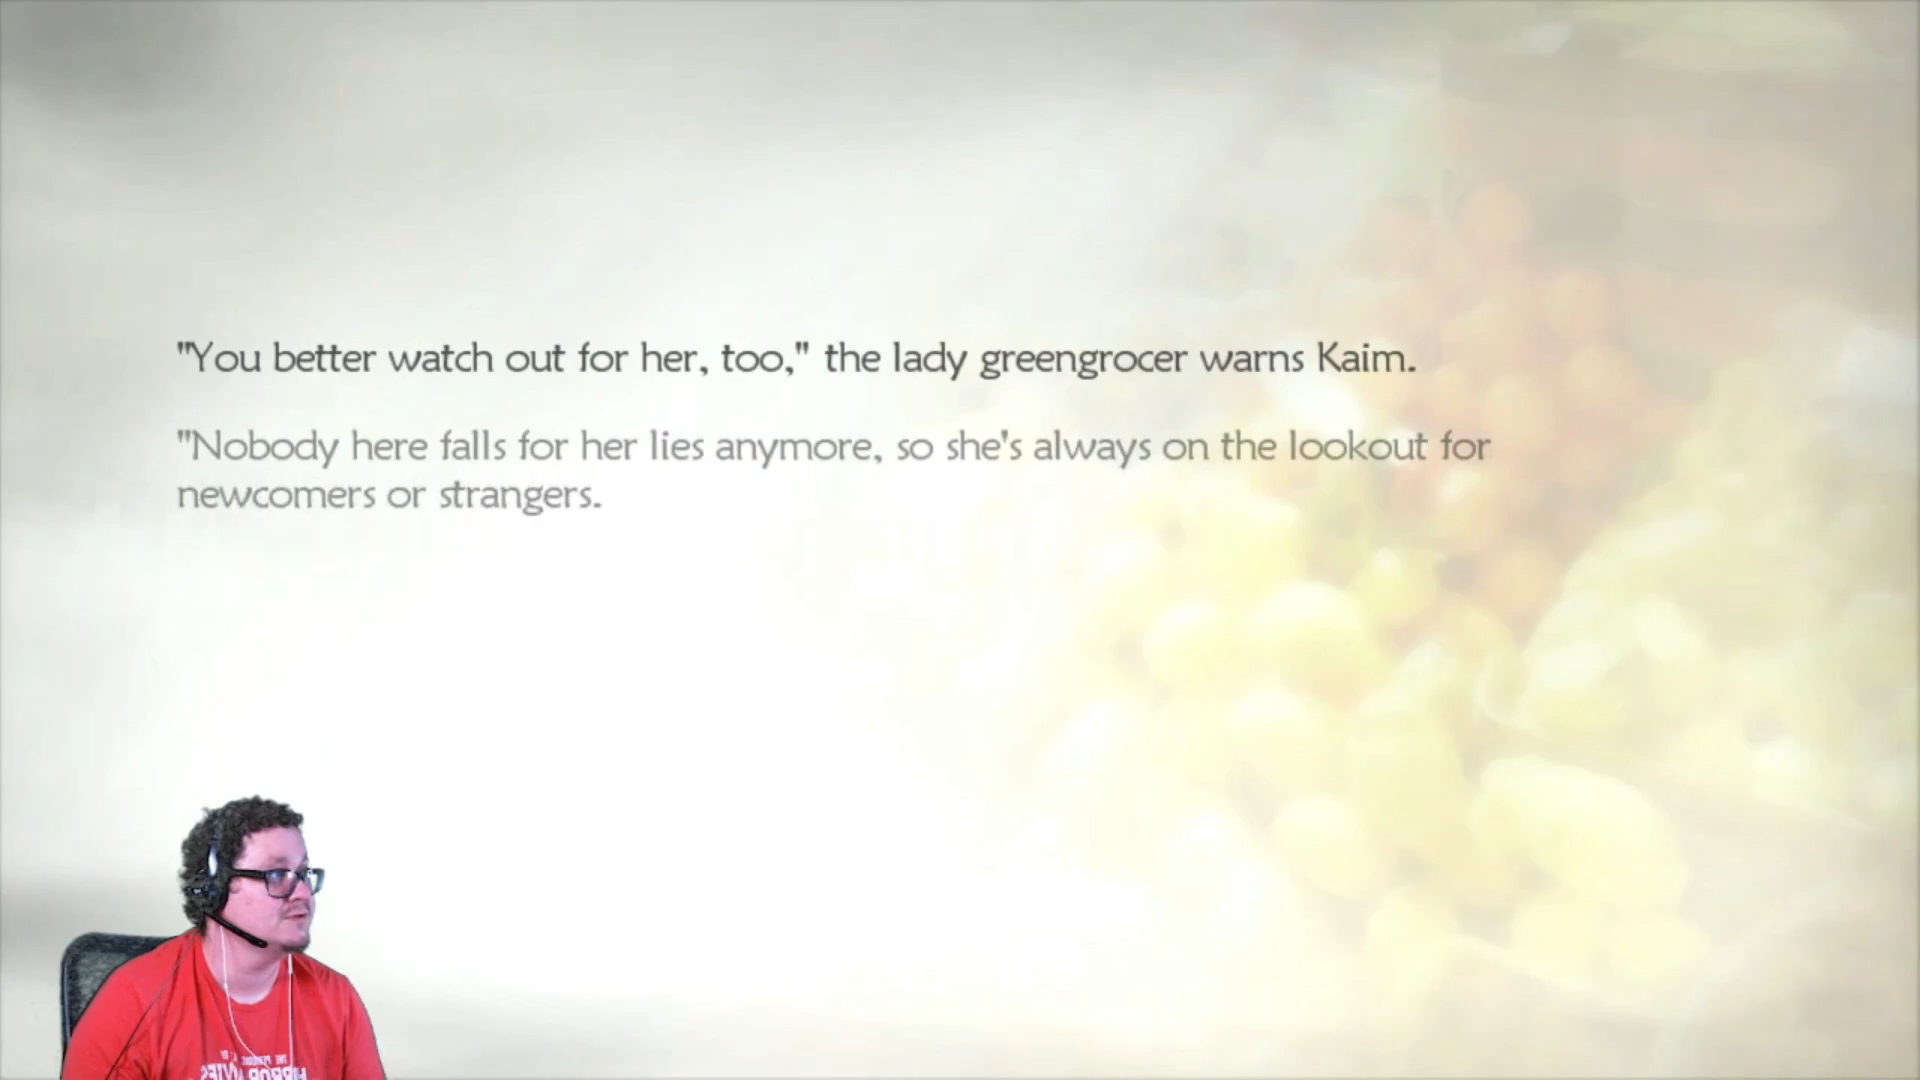 "You better watch out for her, too," the lady greengrocer warns Kaim.
"Nobody here falls for her lies anymore, so she's always on the lookout for
newcomers or strangers.